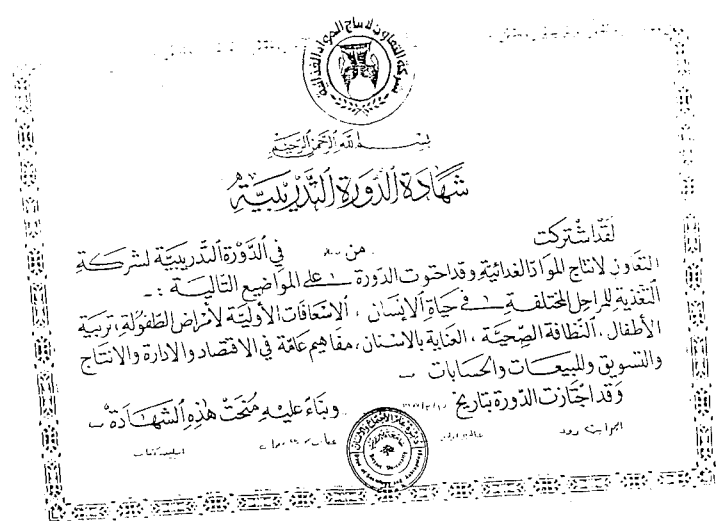 شركة التعاون لانتاج المواد الغذائية
بسم الله الرحمن الرحيم
شهادة الدورة التدريبية
لقد اشتركت من في الدورة التدريبية لشركة
التعاون لانتاج المواد الغذائية وقد احتوت الدورة على المواضيع التالية :-
التغذية للمراحل المختلفة في حياة الانسان ، الاسعافات الأولية لأمراض الطفولة، تربية
الأطفال ، النظافة الصحية ، العناية بالاسنان ، مفاهيم عامة في الاقتصاد والادارة والانتاج
والتسويق والمبيعات والحسابات -
وقد اجتازت الدورة بتاريخ وبناء عليه منحت هذه الشهادة -